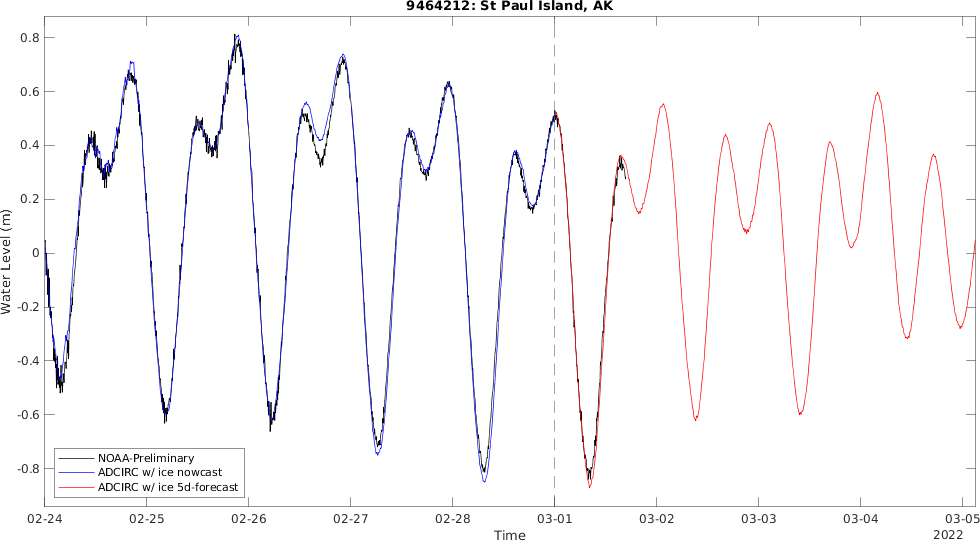 9464212: St Paul Island, AK
Water Level (m)
0.8
0.6
0.4
0.2
0
-0.2
-0.4
-0.6
-0.8
NOAA-Preliminary
ADCIRC w/ ice nowcast
ADCIRC w/ ice 5d-forecast
02-24 02-25 02-26 02-27 02-28 03-01 03-02 03-03 03-04 03-05
Time
2022